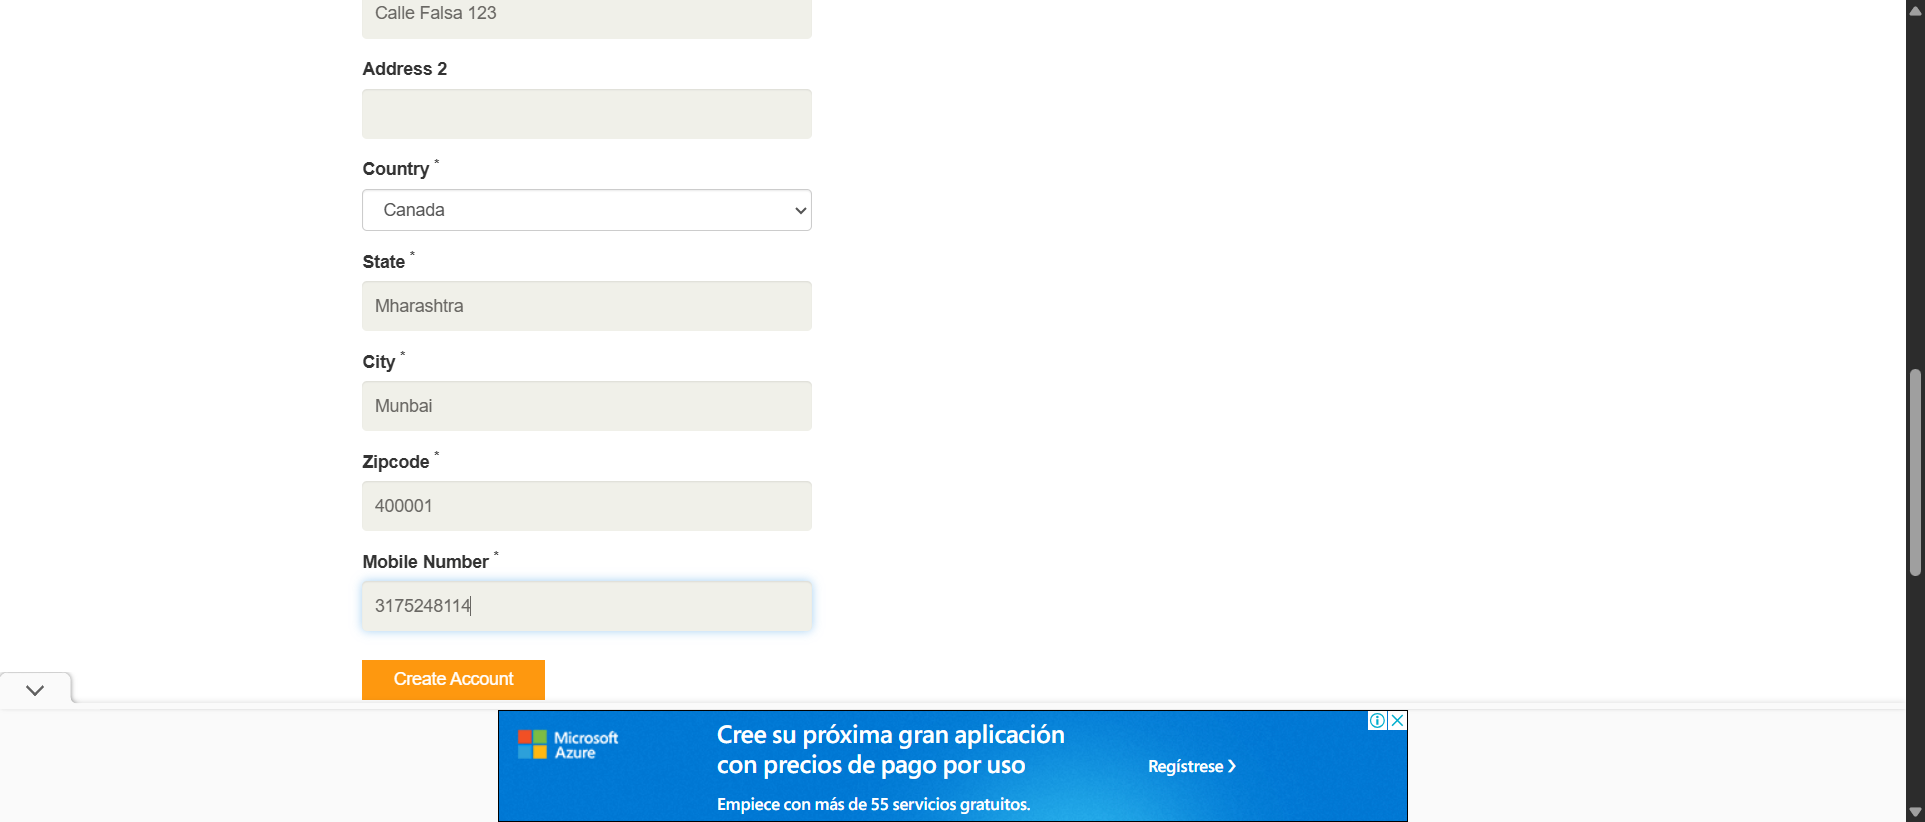 Calle Falsa 123
Address 2
Country *
Canada
State *
Mharashtra
City *
Munbai
Zipcode *
400001
Mobile Number *
3175248114
Create Account
Microsoft
Azure
Cree su próxima gran aplicación
con precios de pago por uso
Regístrese
Empiece con más de 55 servicios gratuitos.